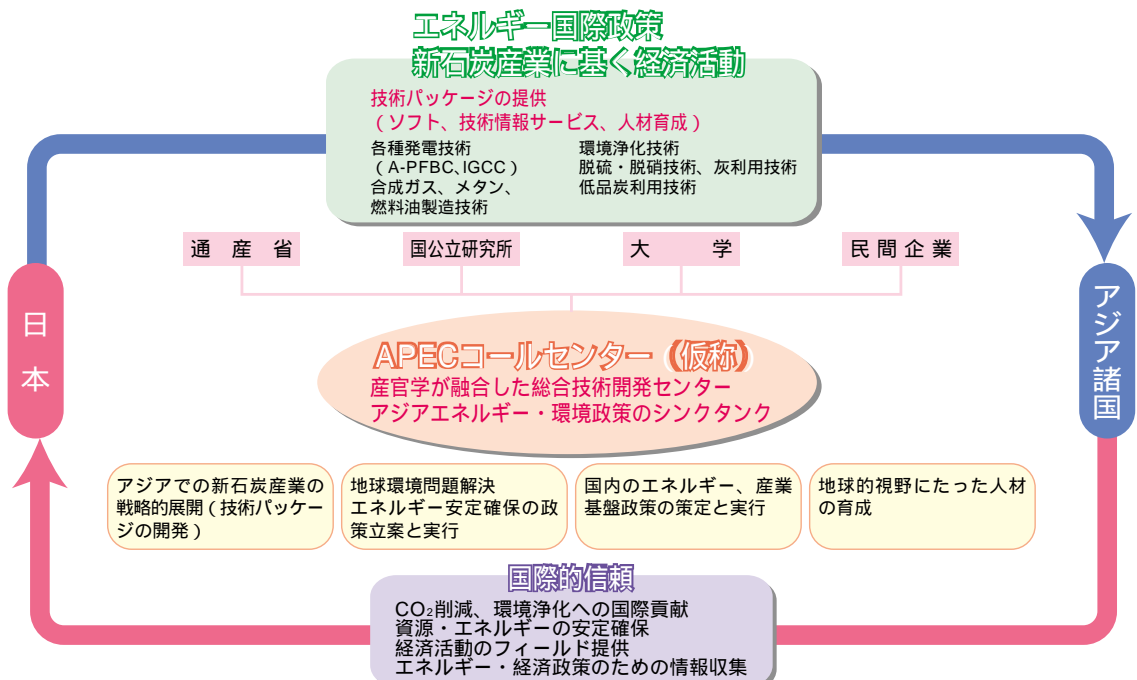 エネルギー国際政策
新石炭産業に基く経済活動
技術パッケージの提供
（ソフト、技術情報サービス、人材育成）
各種発電技術
（A-PFBC、IGCC）
合成ガス、メタン、
燃料油製造技術
環境浄化技術
脱硫・脱硝技術、灰利用技術
低品炭利用技術
通産省
国公立研究所
大学
民間企業
日本
アジア諸国
APECコールセンター（仮称）
産官学が融合した総合技術開発センター
アジアエネルギー・環境政策のシンクタンク
アジアでの新石炭産業の
戦略的展開（技術パッケー
ジの開発）
地球環境問題解決
エネルギー安定確保の政
策立案と実行
国内のエネルギー、産業
基盤政策の策定と実行
地球的視野にたった人材
の育成
国際的信頼
CO₂削減、環境浄化への国際貢献
資源・エネルギーの安定確保
経済活動のフィールド提供
エネルギー・経済政策のための情報収集